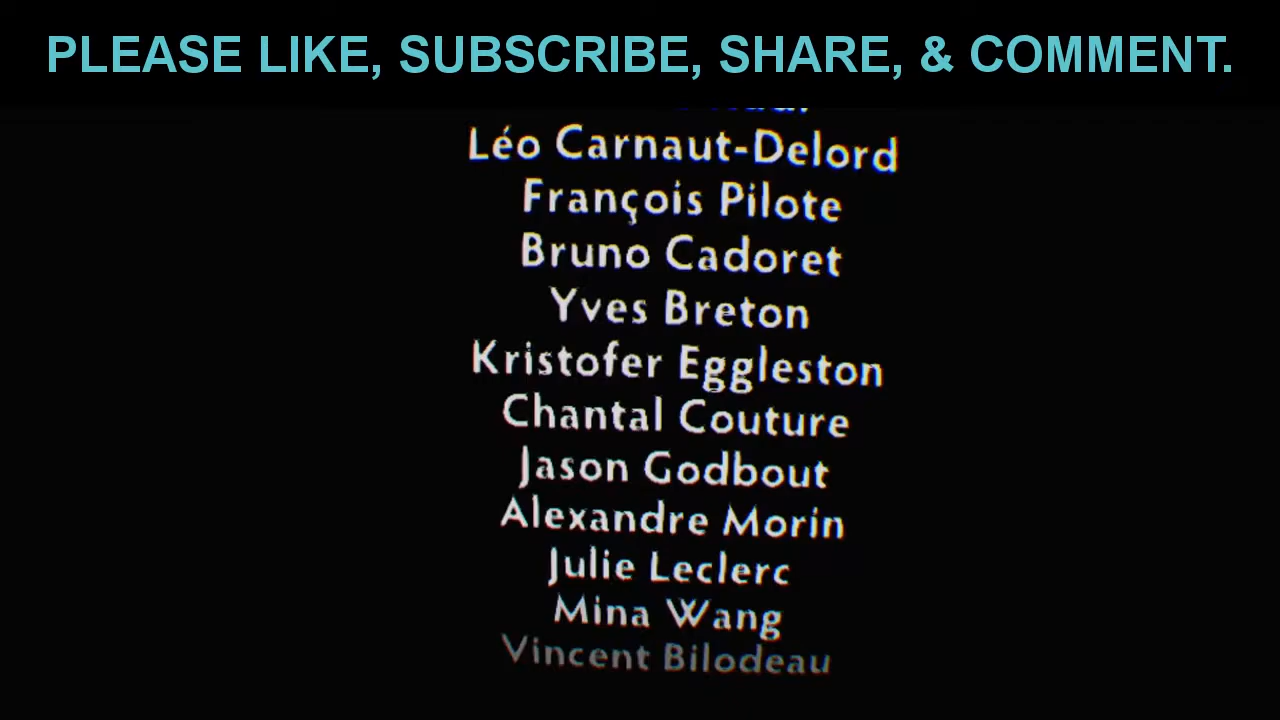 PLEASE LIKE, SUBSCRIBE, SHARE, & COMMENT.
Léo Carnaut-Delord
François Pilote
Bruno Cadoret
Yves Breton
Kristofer Eggleston
Chantal Couture
Jason Godbout
Alexandre Morin
Julie Leclerc
Mina Wang
Vincent Bilodeau